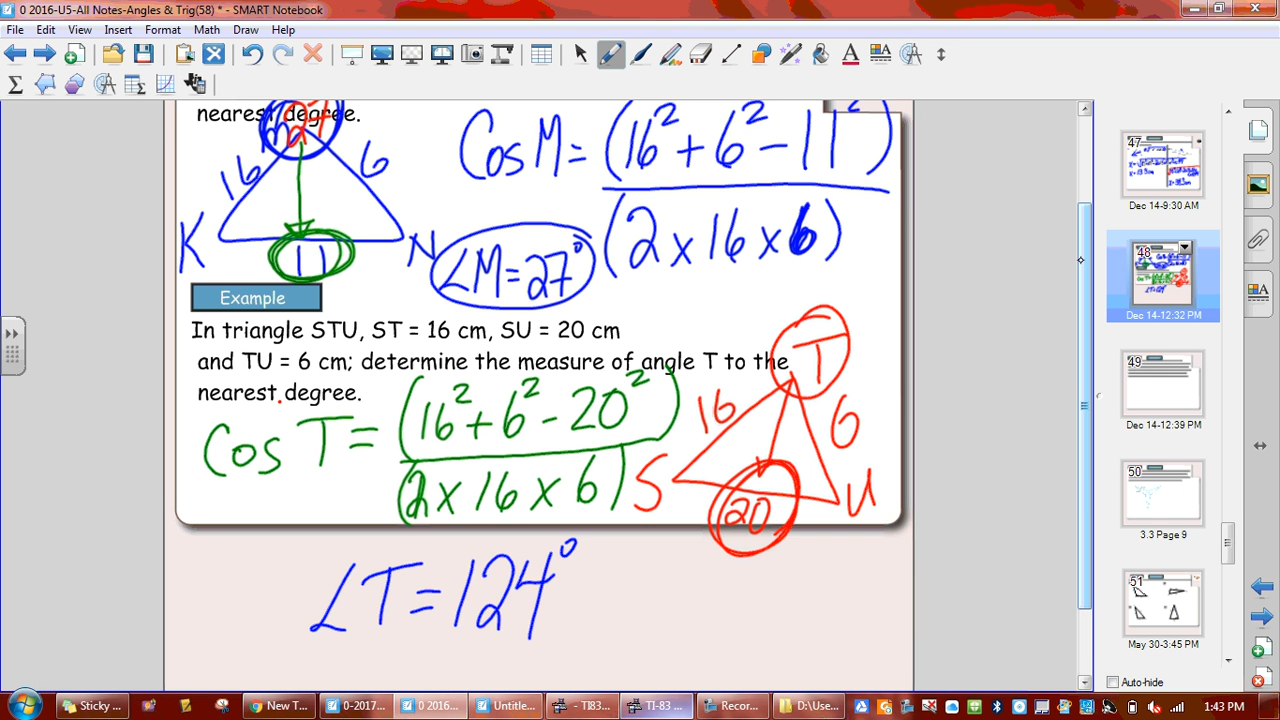 0 2016-U5-All Notes-Angles & Trig(58) * - SMART Notebook
File Edit View Insert Format Math Draw Help
nearest degree.
27
16
6
K
11
N
Cos M = (16² + 6² - 11²)
(2 x 16 x 6)
∠M = 27°
Example
In triangle STU, ST = 16 cm, SU = 20 cm
and TU = 6 cm; determine the measure of angle T to the
nearest degree.
Cos T = (16² + 6² - 20²)
(2 x 16 x 6)
T
16
6
S
20
U
∠T = 124°
47
Dec 14-9:30 AM
48
Dec 14-12:32 PM
49
Dec 14-12:39 PM
50
3.3 Page 9
51
May 30-3:45 PM
Auto-hide
Sticky ...
New T...
0-2017...
0 2016...
Untitled...
- TI83...
TI-83 ...
Recor...
D:\Use...
1:43 PM